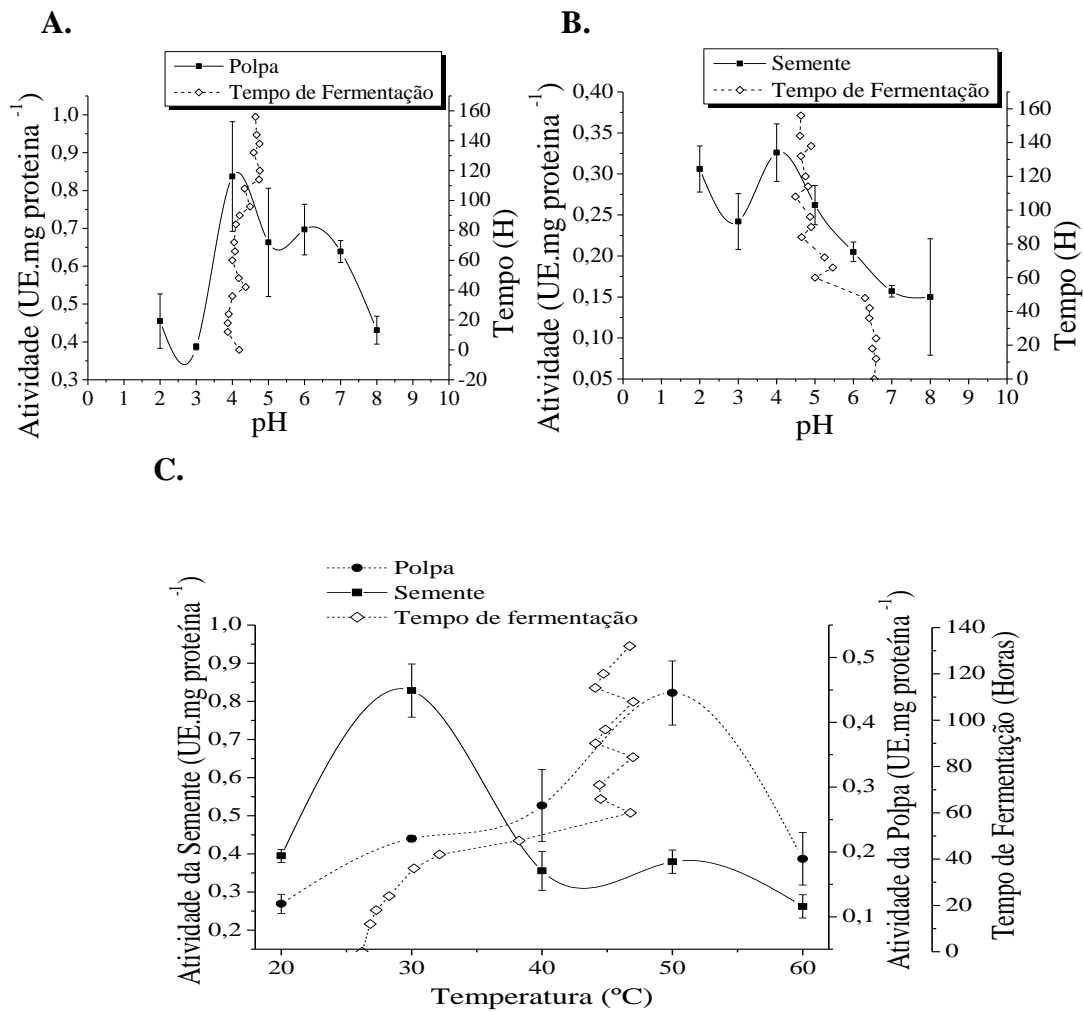 A.
Polpa
Tempo de Fermentação
Atividade (UE.mg proteina -1)
1,0
0,9
0,8
0,7
0,6
0,5
0,4
0,3
160
140
120
100
80
60
40
20
0
-20
Tempo (H)
0 1 2 3 4 5 6 7 8 9 10
pH
B.
Semente
Tempo de Fermentação
Atividade (UE.mg proteina -1)
0,40
0,35
0,30
0,25
0,20
0,15
0,10
0,05
160
140
120
100
80
60
40
20
0
Tempo (H)
0 1 2 3 4 5 6 7 8 9 10
pH
C.
Polpa
Semente
Tempo de fermentação
Atividade da Semente (UE.mg proteína -1)
1,0
0,9
0,8
0,7
0,6
0,5
0,4
0,3
0,2
0,5
0,4
0,3
0,2
0,1
Atividade da Polpa (UE.mg proteína -1)
140
120
100
80
60
40
20
0
Tempo de Fermentação (Horas)
20 30 40 50 60
Temperatura (ºC)